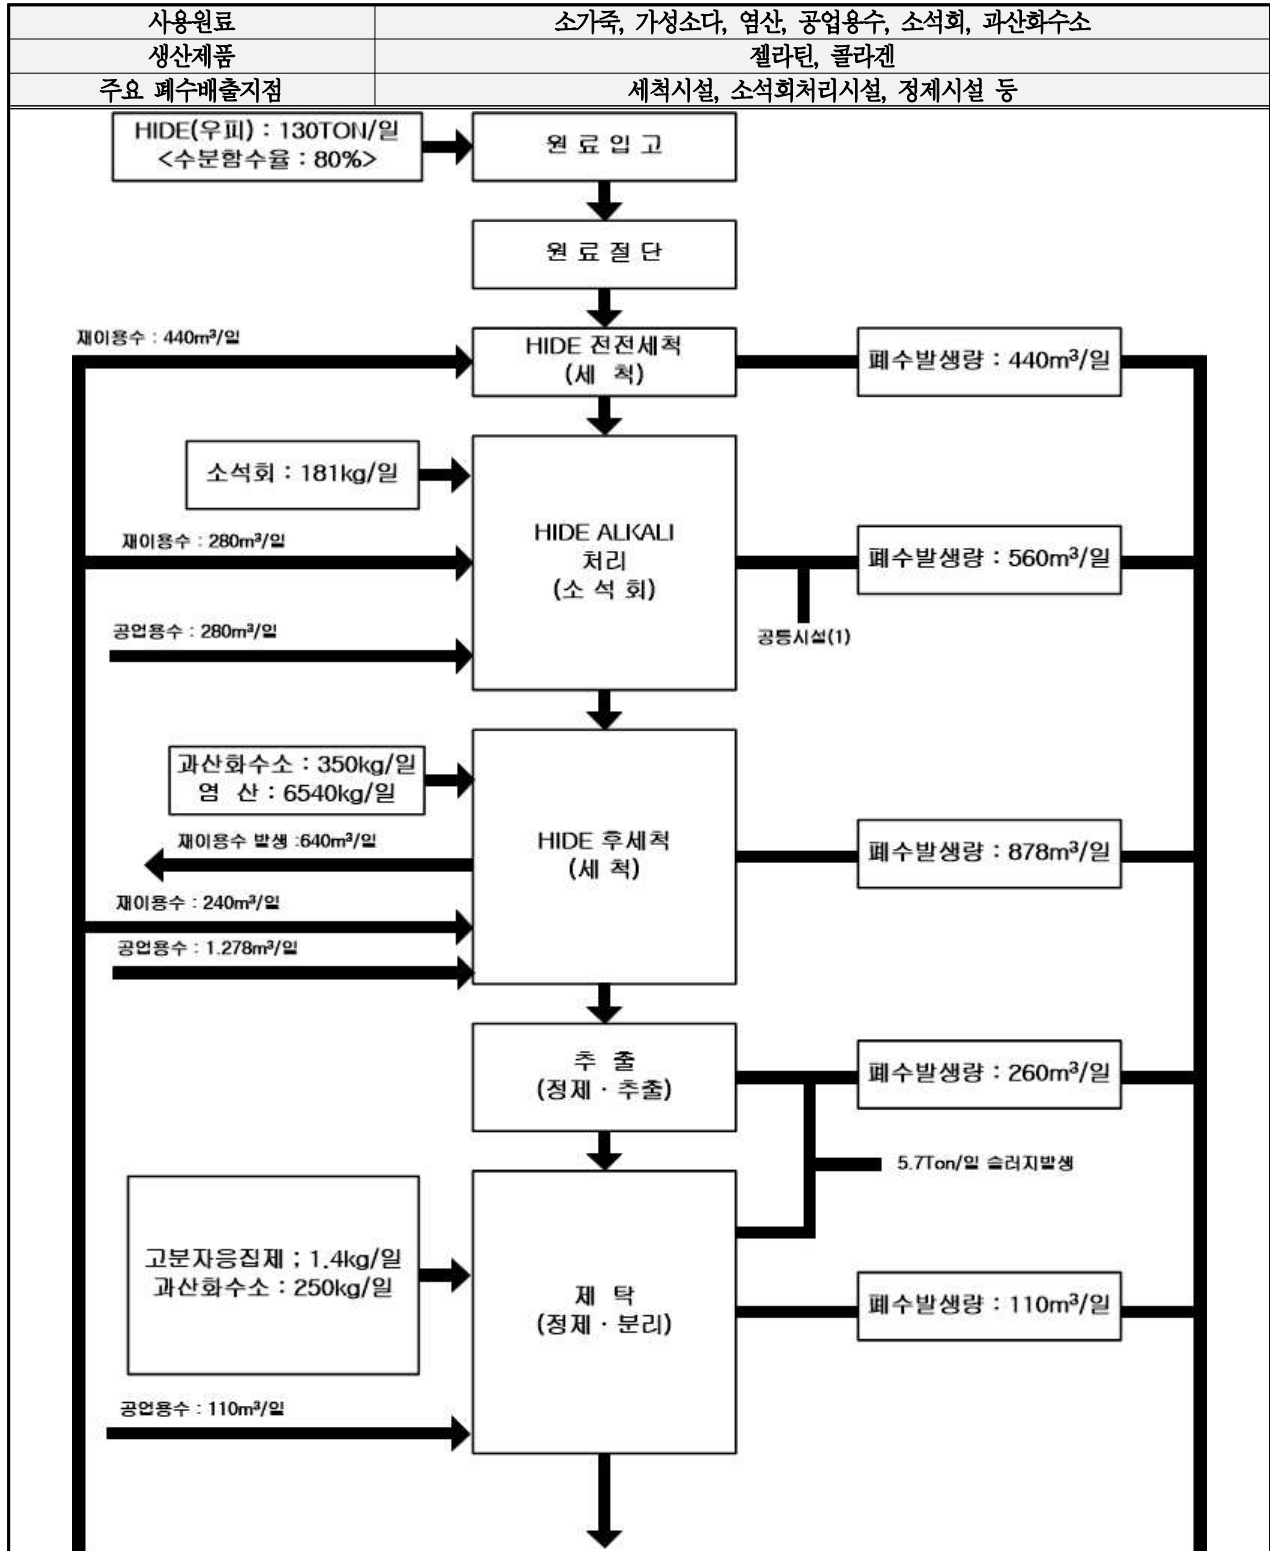 사용원료 소가죽, 가성소다, 염산, 공업용수, 소석회, 과산화수소
생산제품 젤라틴, 콜라겐
주요 폐수배출지점 세척시설, 소석회처리시설, 정제시설 등
HIDE(우피) : 130TON/일
<수분함수율 : 80%>
원 료 입 고
원 료 절 단
재이용수 : 440m³/일
HIDE 전전세척
(세 척)
폐수발생량 : 440m³/일
소석회 : 181kg/일
재이용수 : 280m³/일
HIDE ALKALI
처리
(소 석 회)
폐수발생량 : 560m³/일
공업용수 : 280m³/일
공통시설(1)
과산화수소 : 350kg/일
염 산 : 6540kg/일
재이용수 발생 :640m³/일
HIDE 후세척
(세 척)
폐수발생량 : 878m³/일
재이용수 : 240m³/일
공업용수 : 1.278m³/일
추 출
(정제 · 추출)
폐수발생량 : 260m³/일
5.7Ton/일 슬러지발생
고분자응집제 ; 1.4kg/일
과산화수소 : 250kg/일
제 탁
(정제 · 분리)
폐수발생량 : 110m³/일
공업용수 : 110m³/일